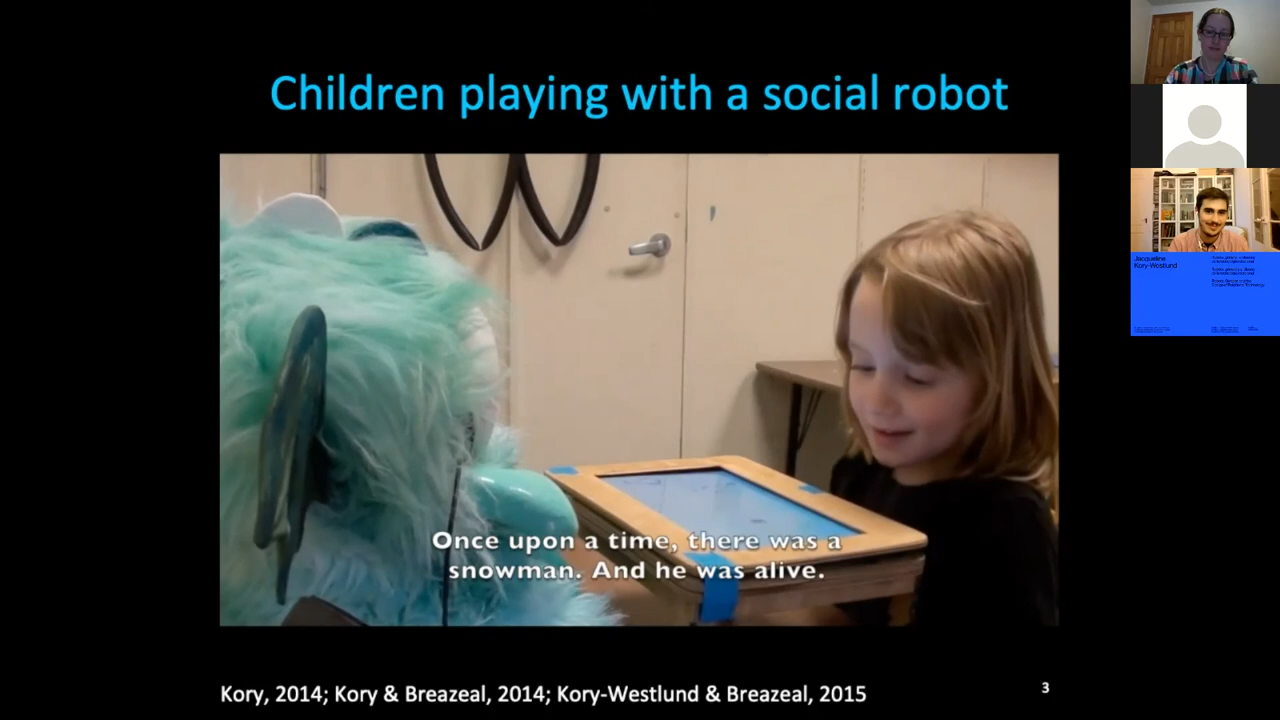 Children playing with a social robot
Once upon a time, there was a
snowman. And he was alive.
Kory, 2014; Kory & Breazeal, 2014; Kory-Westlund & Breazeal, 2015
3
Jacqueline
Kory-Westlund